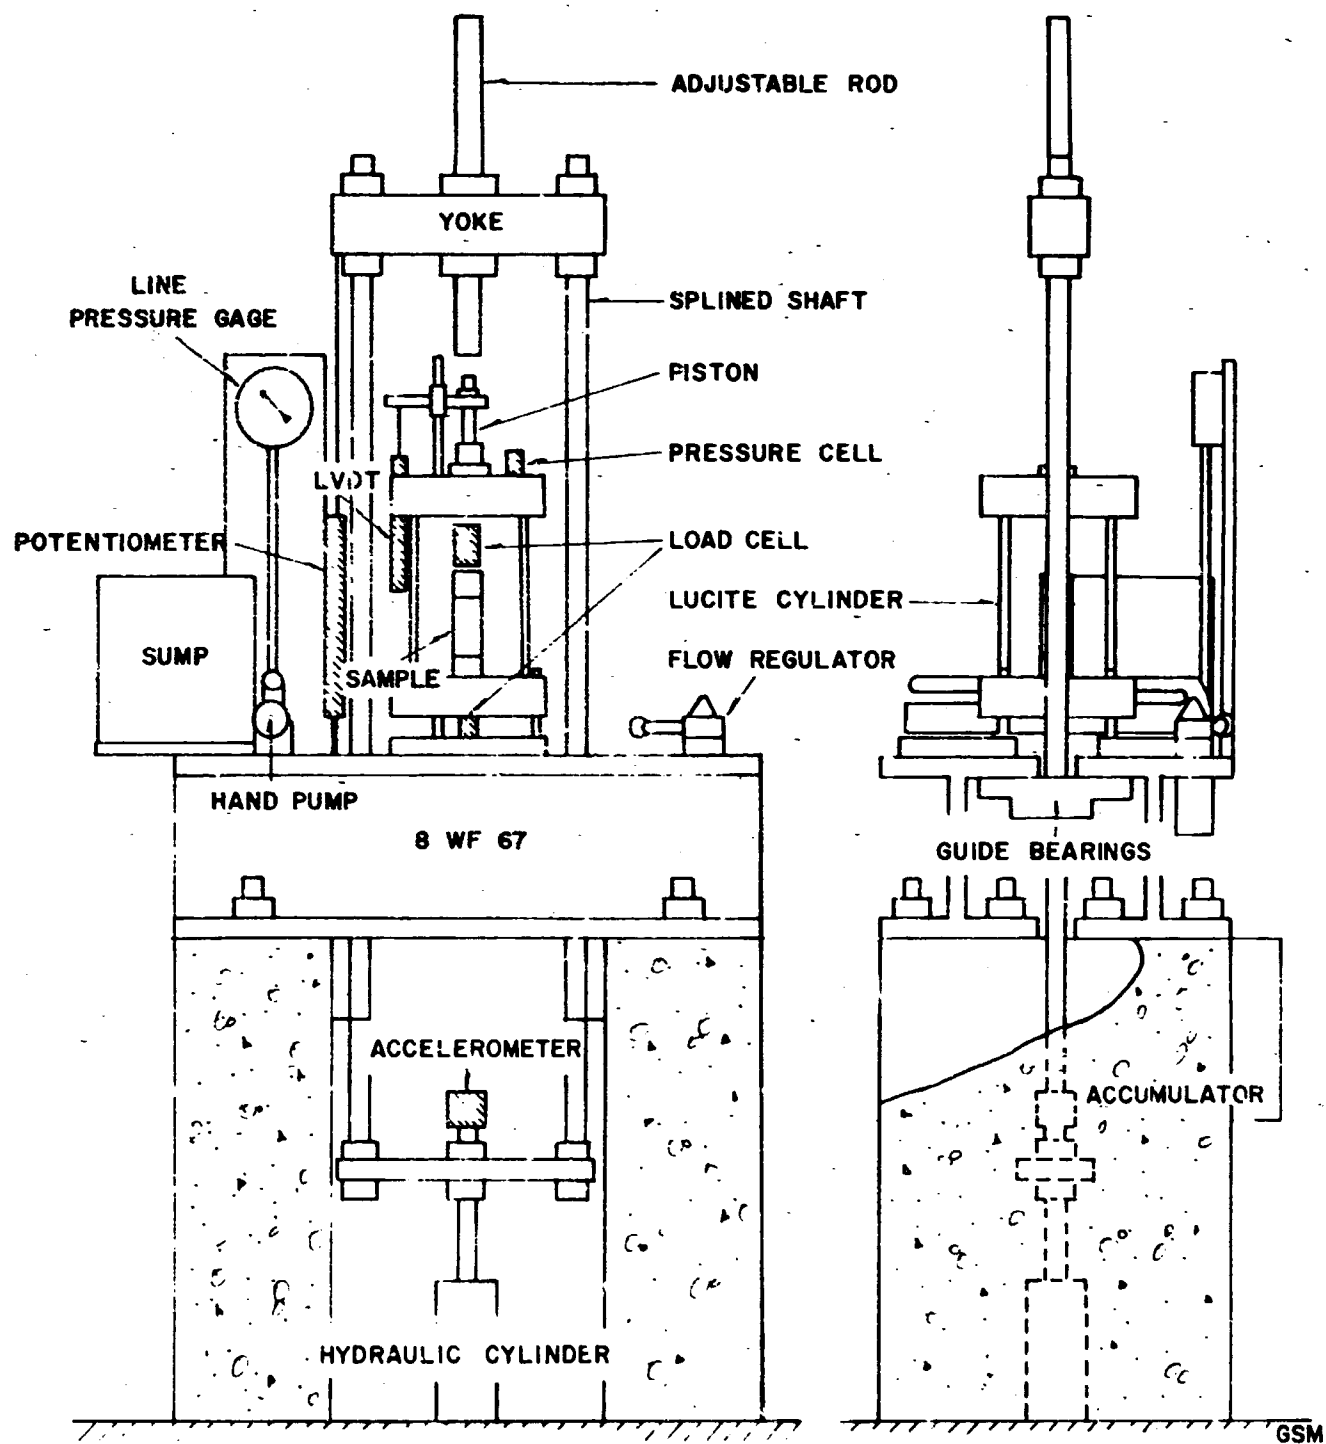 ADJUSTABLE ROD
YOKE
LINE
PRESSURE GAGE
SPLINED SHAFT
PISTON
PRESSURE CELL
LVDT
POTENTIOMETER
LOAD CELL
LUCITE CYLINDER
SUMP
FLOW REGULATOR
SAMPLE
HAND PUMP
8 WF 67
GUIDE BEARINGS
ACCELEROMETER
ACCUMULATOR
HYDRAULIC CYLINDER
GSM